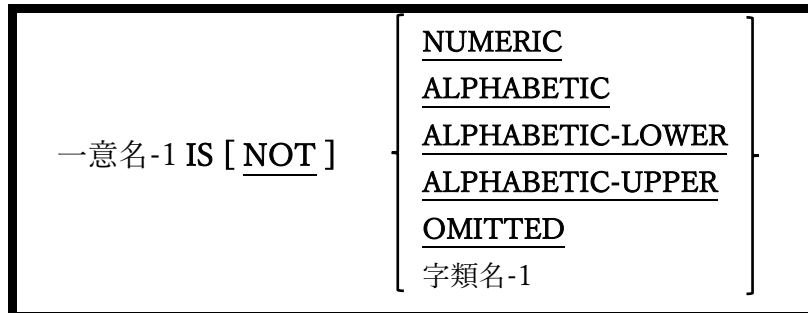 NUMERIC
ALPHABETIC
ALPHABETIC-LOWER
一意名-1 IS [ NOT ]
ALPHABETIC-UPPER
OMITTED
字類名-1